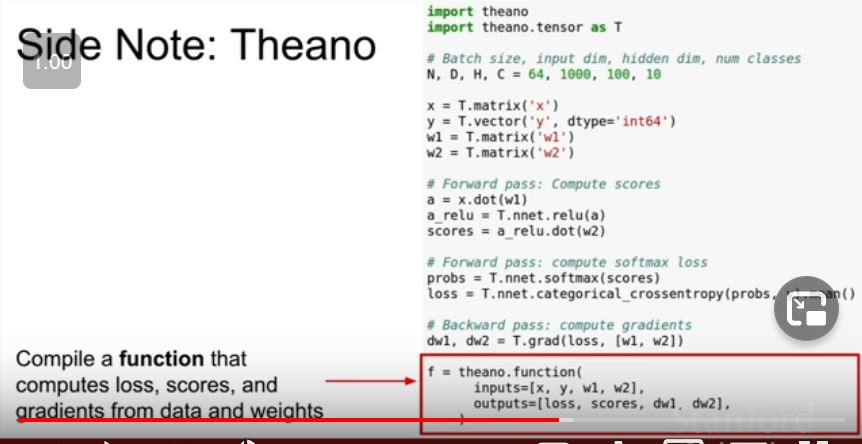 Side Note: Theano
1.00
import theano
import theano.tensor as T
# Batch size, input dim, hidden dim, num classes
N, D, H, C = 64, 1000, 100, 10
x = T.matrix('x')
y = T.vector('y', dtype='int64')
w1 = T.matrix('w1')
w2 = T.matrix('w2')
# Forward pass: Compute scores
a = x.dot(w1)
a_relu = T.nnet.relu(a)
scores = a_relu.dot(w2)
# Forward pass: compute softmax loss
probs = T.nnet.softmax(scores)
loss = T.nnet.categorical_crossentropy(probs, y).mean()
# Backward pass: compute gradients
dw1, dw2 = T.grad(loss, [w1, w2])
Compile a function that
computes loss, scores, and
gradients from data and weights
f = theano.function(
inputs=[x, y, w1, w2],
outputs=[loss, scores, dw1, dw2],
)
Stanford